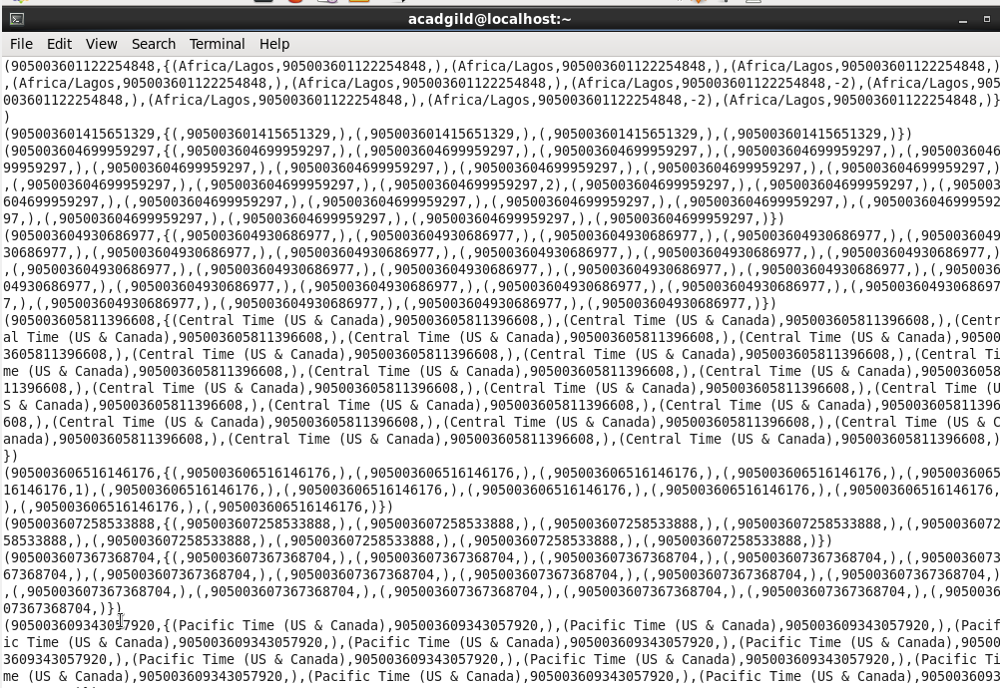 acadgild@localhost:~
File Edit View Search Terminal Help
(905003601122254848,{(Africa/Lagos,905003601122254848,),(Africa/Lagos,905003601122254848,),(Africa/Lagos,905003601122254848,)
,(Africa/Lagos,905003601122254848,),(Africa/Lagos,905003601122254848,-2),(Africa/Lagos,905003601122254848,),(Africa/Lagos,905
003601122254848,),(Africa/Lagos,905003601122254848,-2),(Africa/Lagos,905003601122254848,)}
)
(905003601415651329,{(,905003601415651329,),(,905003601415651329,),(,905003601415651329,),(,905003601415651329,)})
(905003604699959297,{(,905003604699959297,),(,905003604699959297,),(,905003604699959297,),(,905003604699959297,),(,9050036046
99959297,),(,905003604699959297,),(,905003604699959297,),(,905003604699959297,),(,905003604699959297,),(,905003604699959297,)
,(,905003604699959297,),(,905003604699959297,),(,905003604699959297,2),(,905003604699959297,),(,905003604699959297,),(,905003
604699959297,),(,905003604699959297,),(,905003604699959297,),(,905003604699959297,),(,905003604699959297,),(,9050036046999592
97,),(,905003604699959297,),(,905003604699959297,),(,905003604699959297,),(,905003604699959297,)})
(905003604930686977,{(,905003604930686977,),(,905003604930686977,),(,905003604930686977,),(,905003604930686977,),(,9050036049
30686977,),(,905003604930686977,),(,905003604930686977,),(,905003604930686977,),(,905003604930686977,),(,905003604930686977,)
,(,905003604930686977,),(,905003604930686977,),(,905003604930686977,),(,905003604930686977,),(,905003604930686977,),(,9050036
04930686977,),(,905003604930686977,),(,905003604930686977,),(,905003604930686977,),(,905003604930686977,),(,90500360493068697
7,),(,905003604930686977,),(,905003604930686977,),(,905003604930686977,),(,905003604930686977,)})
(905003605811396608,{(Central Time (US & Canada),905003605811396608,),(Central Time (US & Canada),905003605811396608,),(Centr
al Time (US & Canada),905003605811396608,),(Central Time (US & Canada),905003605811396608,),(Central Time (US & Canada),90500
3605811396608,),(Central Time (US & Canada),905003605811396608,),(Central Time (US & Canada),905003605811396608,),(Central Ti
me (US & Canada),905003605811396608,),(Central Time (US & Canada),905003605811396608,),(Central Time (US & Canada),9050036058
11396608,),(Central Time (US & Canada),905003605811396608,),(Central Time (US & Canada),905003605811396608,),(Central Time (U
S & Canada),905003605811396608,),(Central Time (US & Canada),905003605811396608,),(Central Time (US & Canada),905003605811396
608,),(Central Time (US & Canada),905003605811396608,),(Central Time (US & Canada),905003605811396608,),(Central Time (US & C
anada),905003605811396608,),(Central Time (US & Canada),905003605811396608,),(Central Time (US & Canada),905003605811396608,)
})
(905003606516146176,{(,905003606516146176,),(,905003606516146176,),(,905003606516146176,),(,905003606516146176,),(,9050036065
16146176,1),(,905003606516146176,),(,905003606516146176,),(,905003606516146176,),(,905003606516146176,),(,905003606516146176,
),(,905003606516146176,),(,905003606516146176,)})
(905003607258533888,{(,905003607258533888,),(,905003607258533888,),(,905003607258533888,),(,905003607258533888,),(,9050036072
58533888,),(,905003607258533888,),(,905003607258533888,),(,905003607258533888,),(,905003607258533888,)})
(905003607367368704,{(,905003607367368704,),(,905003607367368704,),(,905003607367368704,),(,905003607367368704,),(,9050036073
67368704,),(,905003607367368704,),(,905003607367368704,),(,905003607367368704,),(,905003607367368704,),(,905003607367368704,)
,(,905003607367368704,),(,905003607367368704,),(,905003607367368704,),(,905003607367368704,),(,905003607367368704,),(,9050036
07367368704,)})
(905003609343057920,{(Pacific Time (US & Canada),905003609343057920,),(Pacific Time (US & Canada),905003609343057920,),(Pacif
ic Time (US & Canada),905003609343057920,),(Pacific Time (US & Canada),905003609343057920,),(Pacific Time (US & Canada),90500
3609343057920,),(Pacific Time (US & Canada),905003609343057920,),(Pacific Time (US & Canada),905003609343057920,),(Pacific Ti
me (US & Canada),905003609343057920,),(Pacific Time (US & Canada),905003609343057920,),(Pacific Time (US & Canada),9050036093